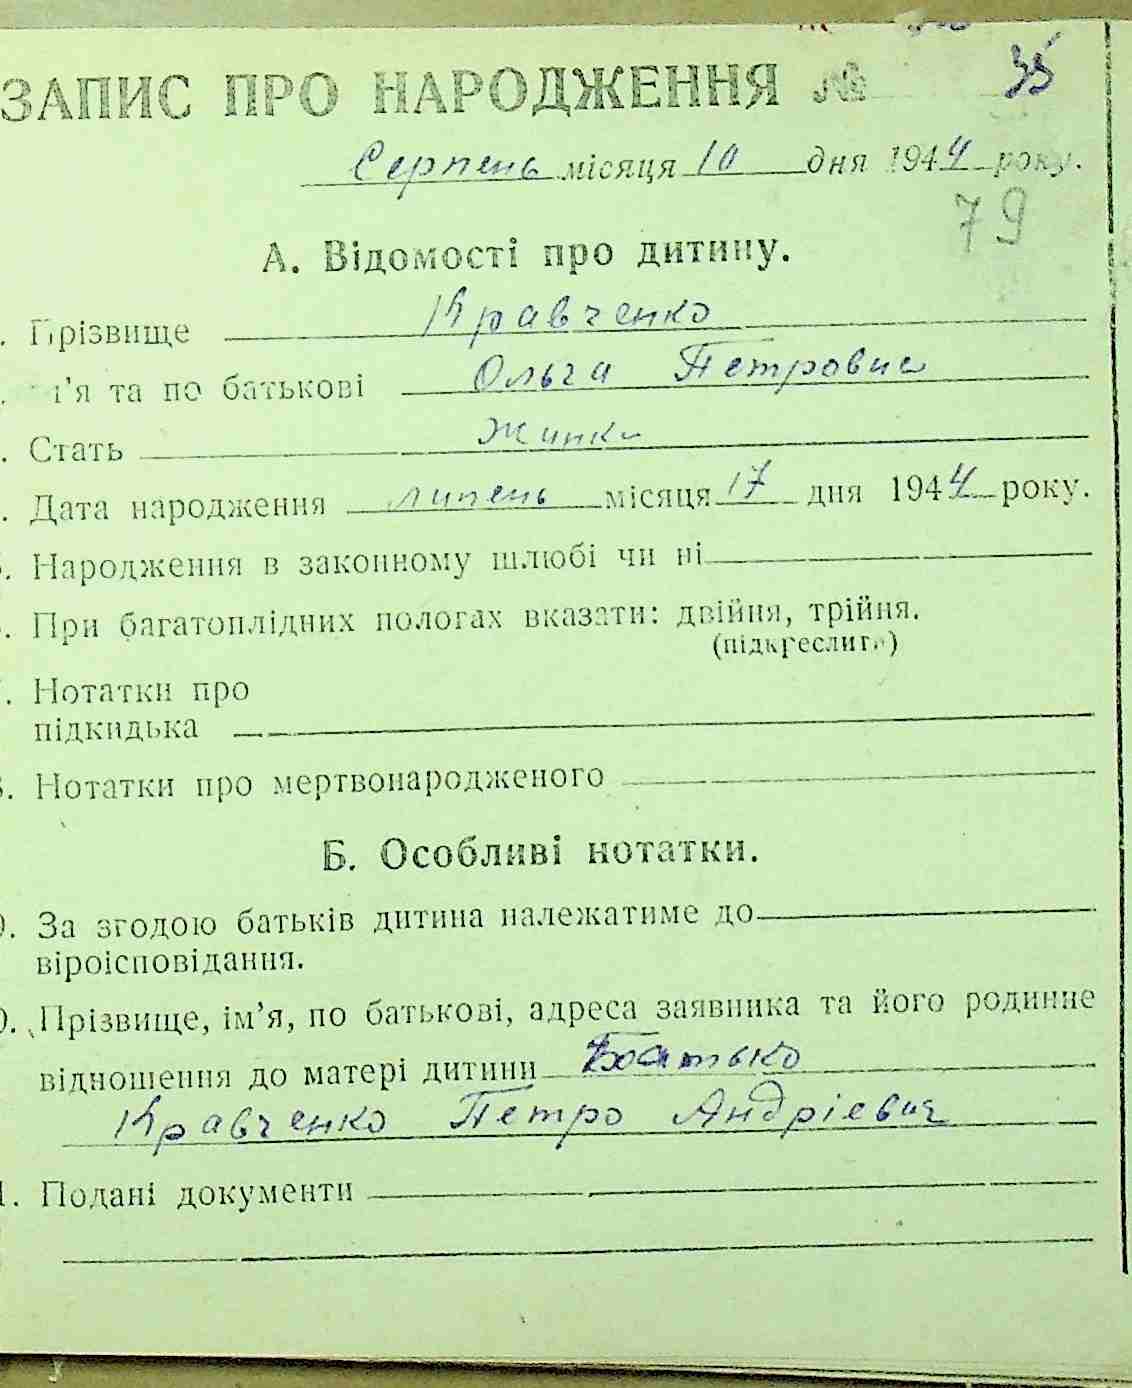 ЗАПИС ПРО НАРОДЖЕННЯ № 35
Серпень місяця 10 дня 1944 року.
79
А. Відомості про дитину.
Прізвище Кравченко
м'я та по батькові Ольга Петровна
Стать жинка
Дата народження липень місяця 17 дня 1944 року.
Народження в законному шлюбі чи ні
При багатоплідних пологах вказати: двійня, трійня.
(підкреслити)
Нотатки про
підкидька
Нотатки про мертвонародженого
Б. Особливі нотатки.
За згодою батьків дитина належатиме до
віроісповідання.
Прізвище, ім'я, по батькові, адреса заявника та його родинне
відношення до матері дитини Батько
Кравченко Петро Андріевич
Подані документи